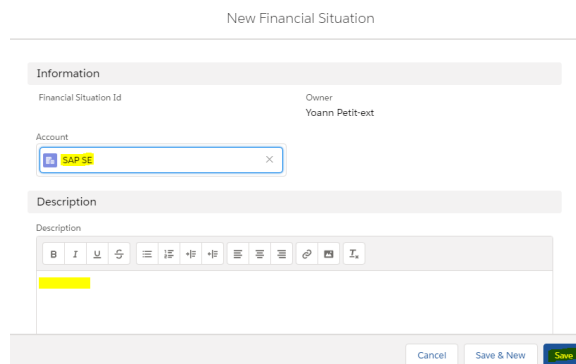 New Financial Situation
Information
Financial Situation Id
Owner
Yoann Petit-ext
Account
SAP SE
Description
Description
B I U S
Cancel
Save & New
Save